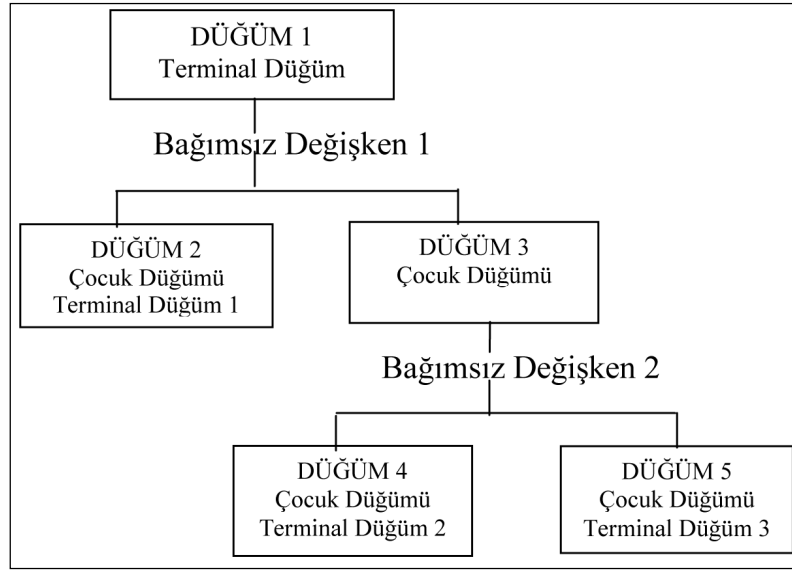 DÜĞÜM 1
Terminal Düğüm
Bağımsız Değişken 1
DÜĞÜM 2
Çocuk Düğümü
Terminal Düğüm 1
DÜĞÜM 3
Çocuk Düğümü
Bağımsız Değişken 2
DÜĞÜM 4
Çocuk Düğümü
Terminal Düğüm 2
DÜĞÜM 5
Çocuk Düğümü
Terminal Düğüm 3